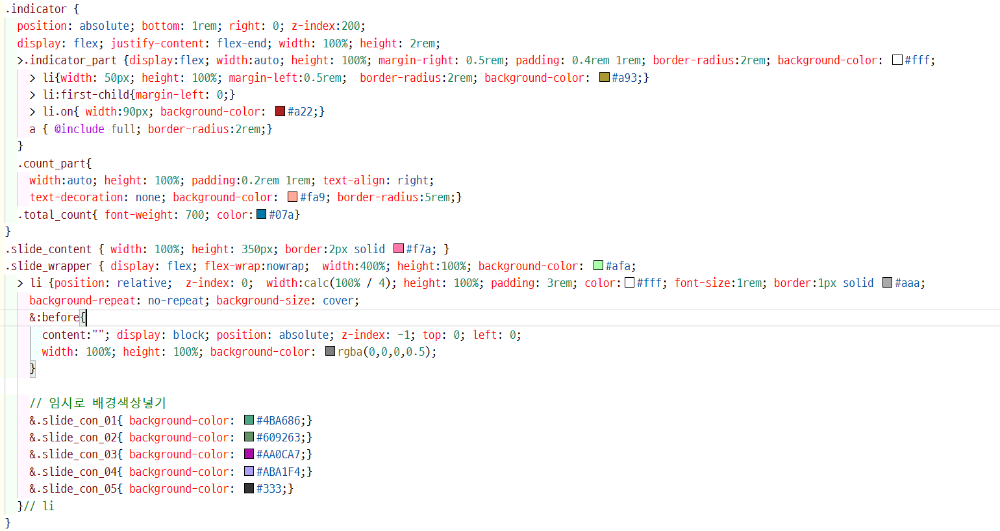 .indicator {
position: absolute; bottom: 1rem; right: 0; z-index:200;
display: flex; justify-content: flex-end; width: 100%; height: 2rem;
>.indicator_part {display:flex; width:auto; height: 100%; margin-right: 0.5rem; padding: 0.4rem 1rem; border-radius:2rem; background-color: #fff;
> li{width: 50px; height: 100%; margin-left:0.5rem;  border-radius:2rem; background-color: #a93;}
> li:first-child{margin-left: 0;}
> li.on{ width:90px; background-color: #a22;}
a { @include full; border-radius:2rem;}
}
.count_part{
width:auto; height: 100%; padding:0.2rem 1rem; text-align: right;
text-decoration: none; background-color: #fa9; border-radius:5rem;}
.total_count{ font-weight: 700; color:#07a}
}
.slide_content { width: 100%; height: 350px; border:2px solid #f7a; }
.slide_wrapper { display: flex; flex-wrap:nowrap;  width:400%; height:100%; background-color: #afa;
> li {position: relative;  z-index: 0;  width:calc(100% / 4); height: 100%; padding: 3rem; color:#fff; font-size:1rem; border:1px solid #aaa;
background-repeat: no-repeat; background-size: cover;
&:before{
content:""; display: block; position: absolute; z-index: -1; top: 0; left: 0;
width: 100%; height: 100%; background-color: rgba(0,0,0,0.5);
}
// 임시로 배경색상넣기
&.slide_con_01{ background-color: #4BA686;}
&.slide_con_02{ background-color: #609263;}
&.slide_con_03{ background-color: #AA0CA7;}
&.slide_con_04{ background-color: #ABA1F4;}
&.slide_con_05{ background-color: #333;}
}// li
}